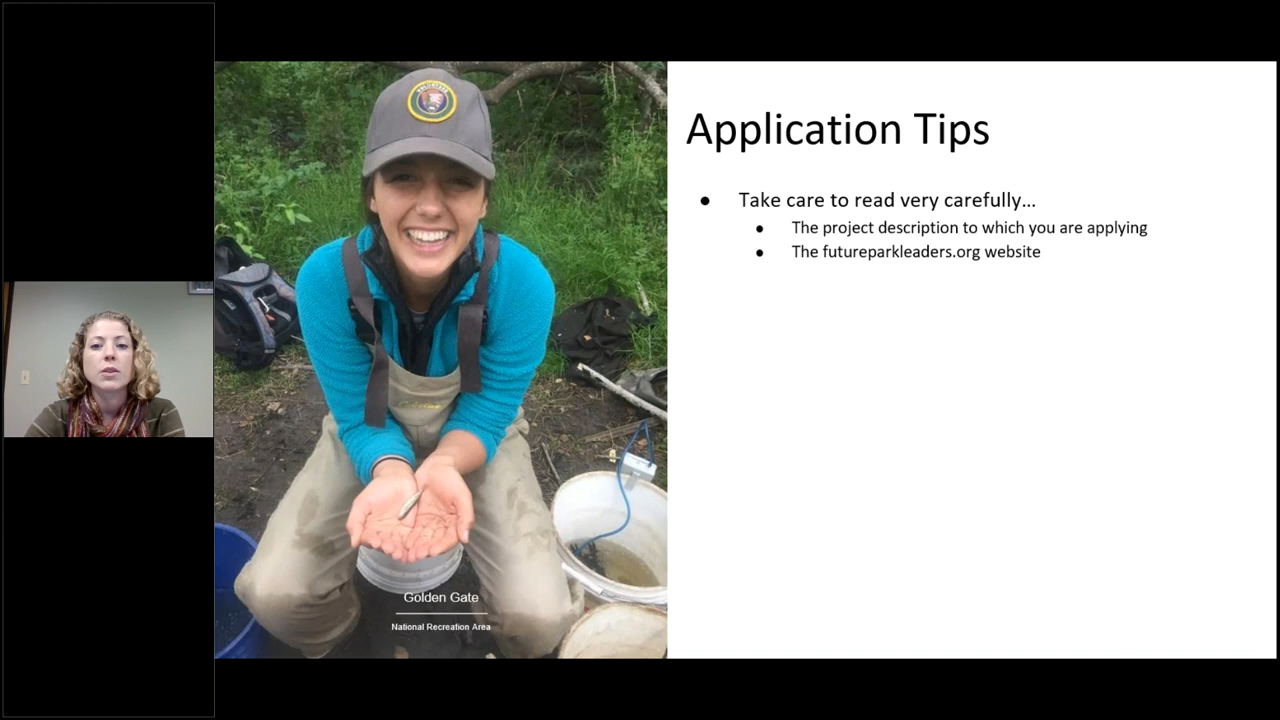 VOLUNTEER
Application Tips
Take care to read very carefully...
The project description to which you are applying
The futureparkleaders.org website
Golden Gate
National Recreation Area